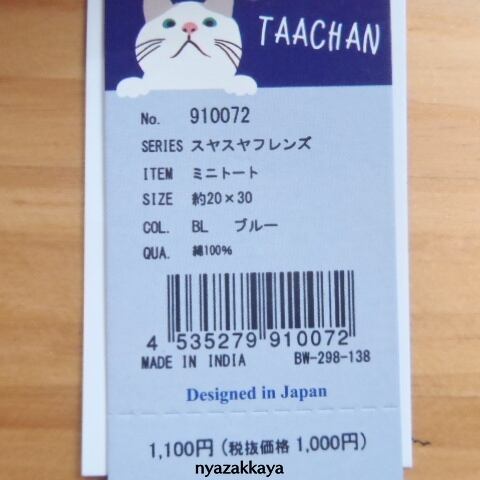 TAACHAN
No. 910072
SERIES スヤスヤフレンズ
ITEM ミニトート
SIZE 約20×30
COL. BL ブルー
QUA. 綿100%
4 535279 910072
MADE IN INDIA BW-298-138
Designed in Japan
1,100円(税抜価格 1,000円)
nyazakkaya